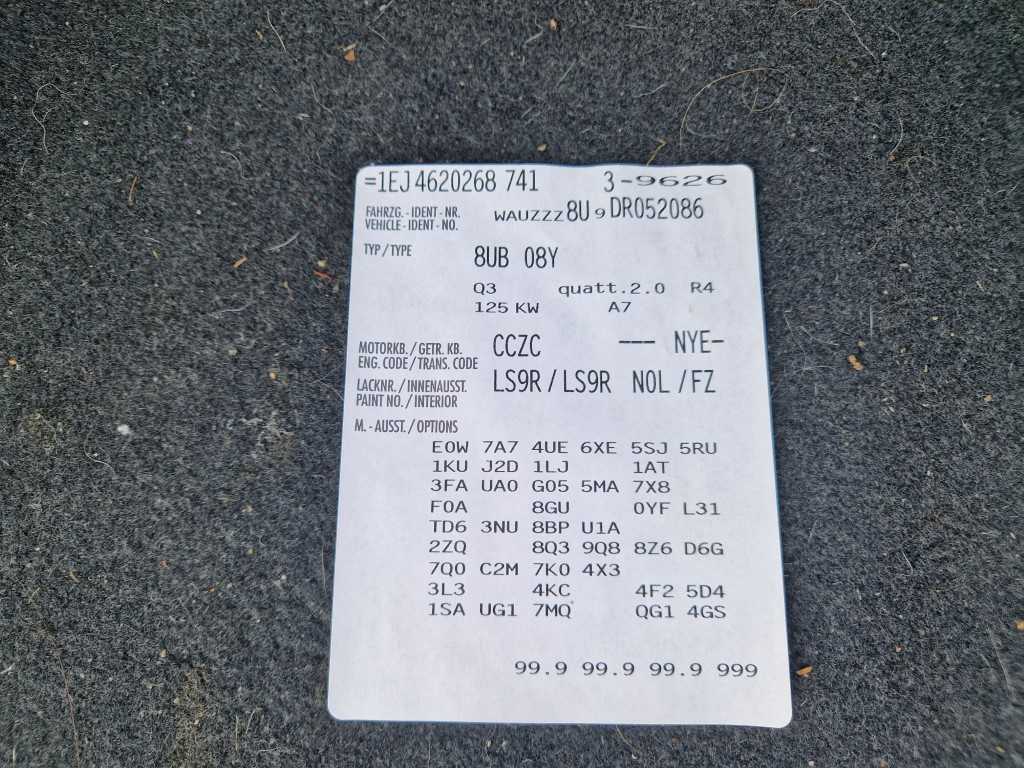 =1EJ4620268 741 3-9626
FAHRZG.-IDENT-NR.
VEHICLE-IDENT-NO. WAUZZZ8U9DR052086
TYP/TYPE 8UB 08Y
Q3 quatt.2.0 R4
125 KW A7
MOTORKB./GETR. KB.
ENG. CODE/TRANS. CODE CCZC --- NYE-
LACKNR./INNENAUSST.
PAINT NO./INTERIOR LS9R/LS9R N0L/FZ
M.-AUSST./OPTIONS
E0W 7A7 4UE 6XE 5SJ 5RU
1KU J2D 1LJ 1AT
3FA UA0 G05 5MA 7X8
F0A 8GU 0YF L31
TD6 3NU 8BP U1A
2ZQ 8Q3 9Q8 8Z6 D6G
7Q0 C2M 7K0 4X3
3L3 4KC 4F2 5D4
1SA UG1 7MQ QG1 4GS
99.9 99.9 99.9 999